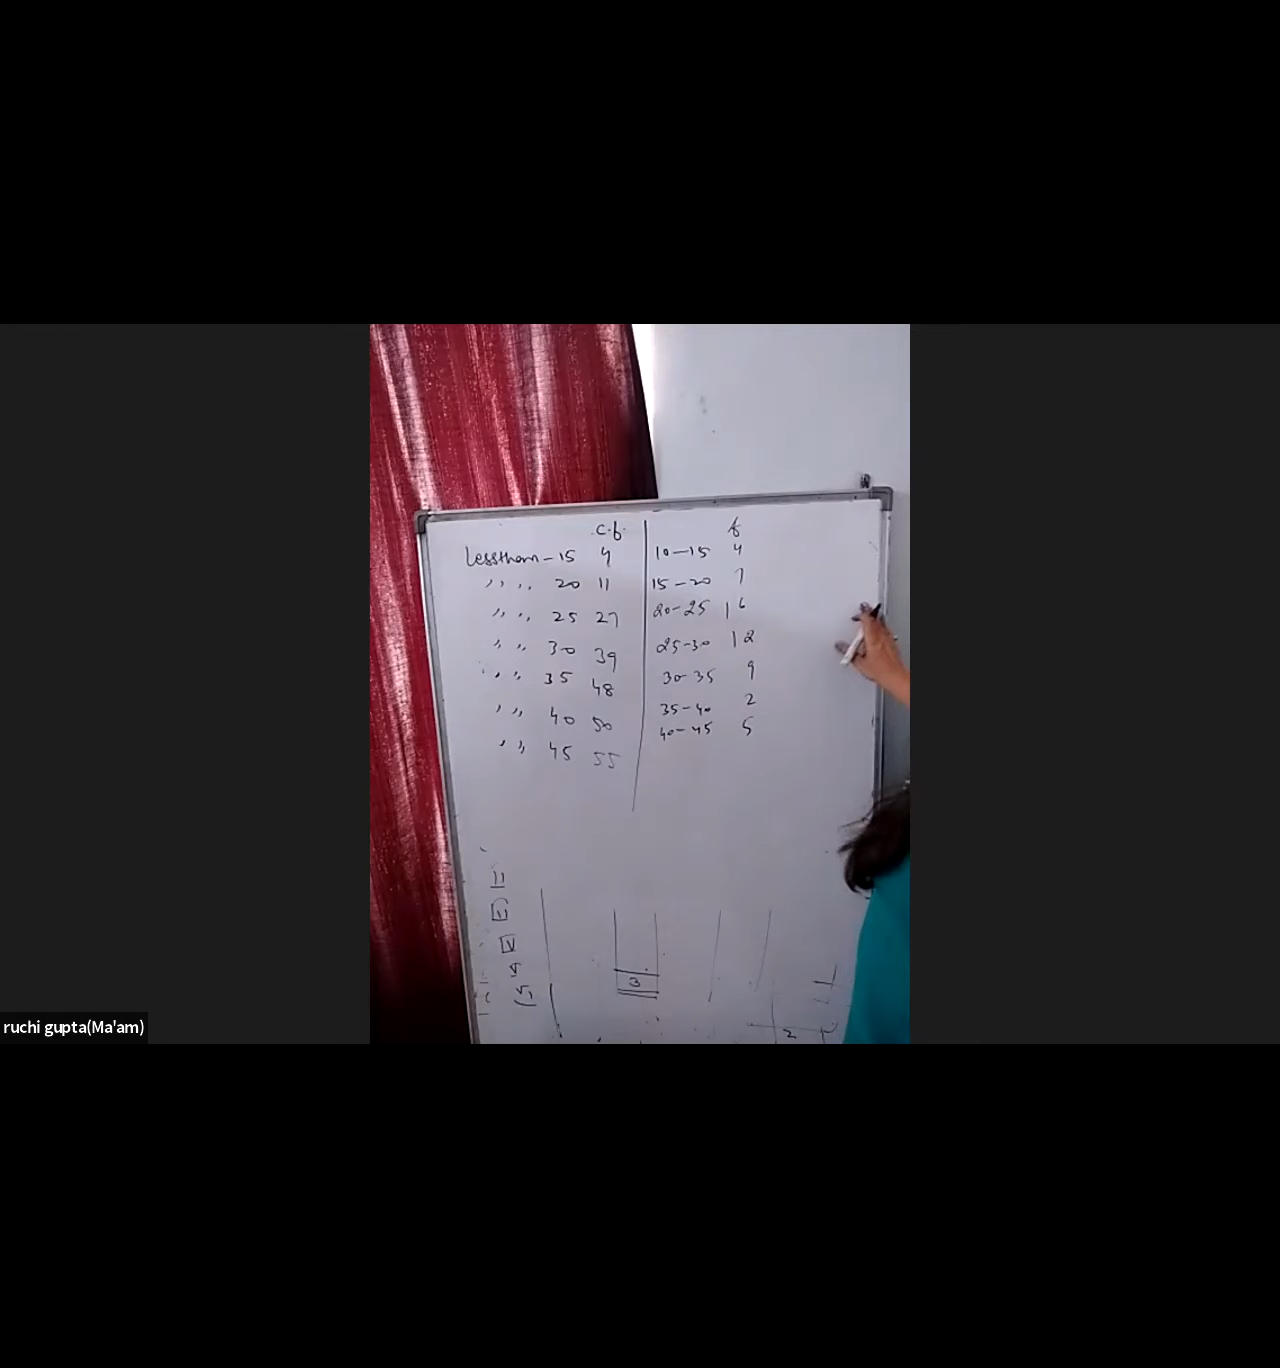 c.f. f
Lessthan - 15 4 10-15 4
,, ,, 20 11 15-20 7
,, ,, 25 27 20-25 16
,, ,, 30 39 25-30 12
,, ,, 35 48 30-35 9
,, ,, 40 50 35-40 2
,, ,, 45 55 40-45 5
3
2
ruchi gupta(Ma'am)